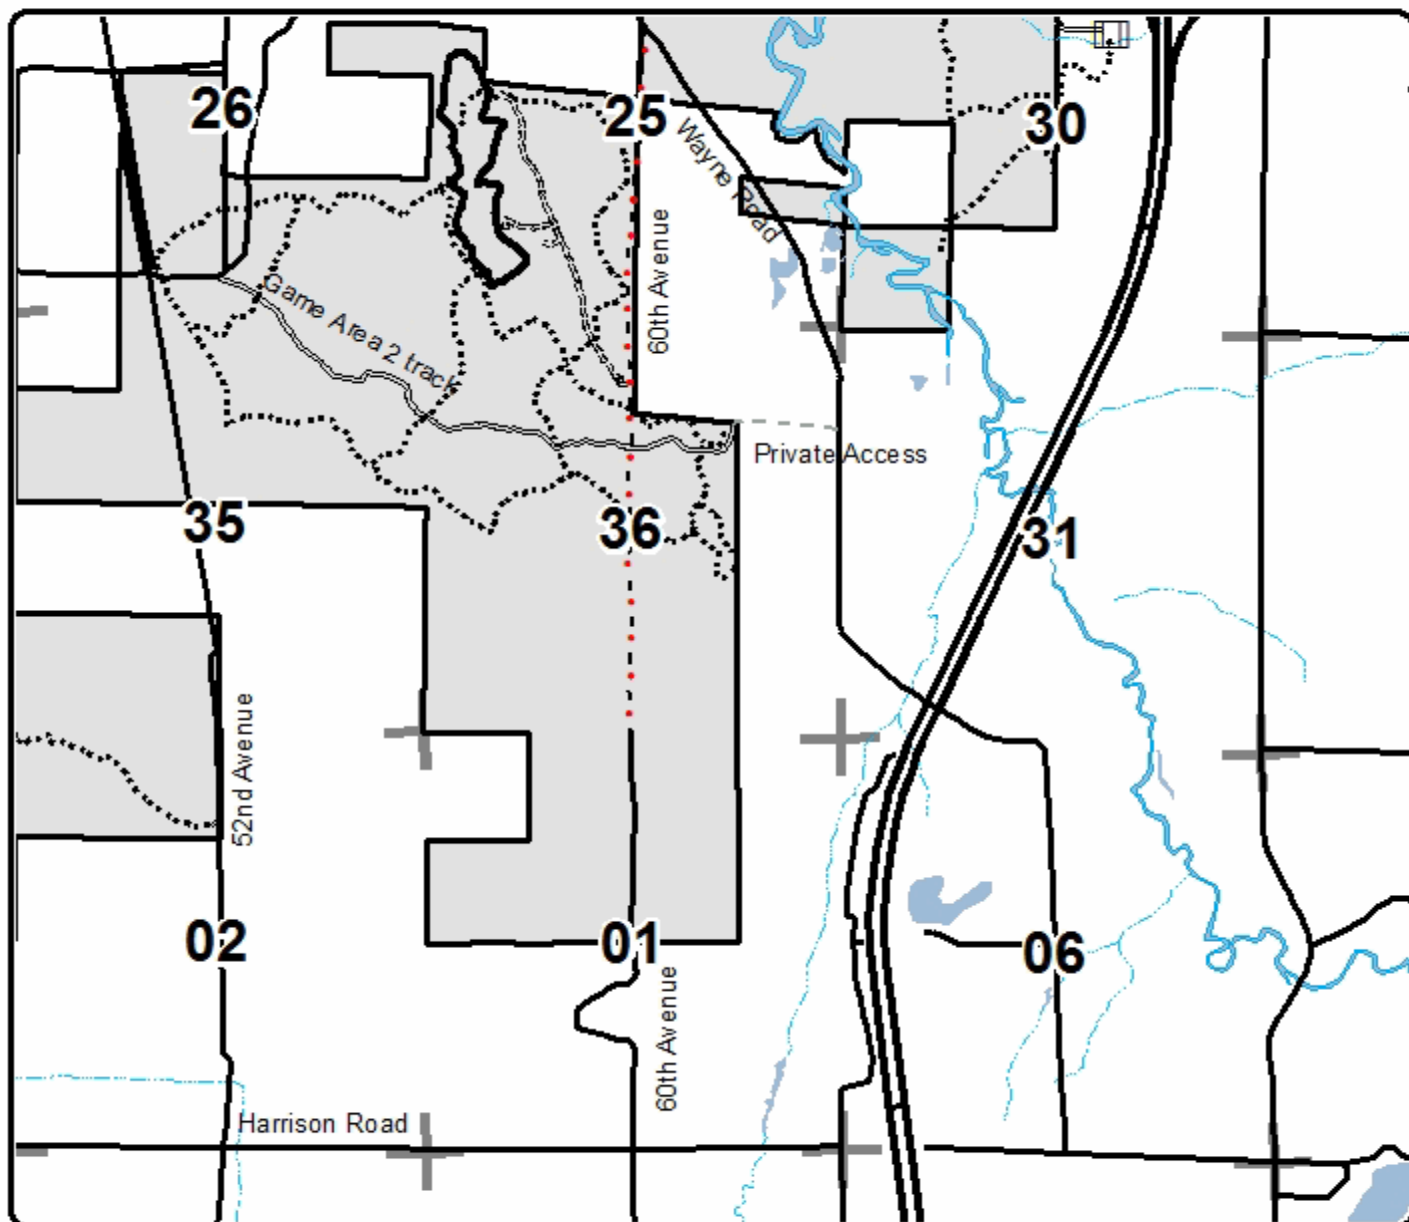 26
25
30
Wayne Road
60th Avenue
Game Area 2 track
Private Access
35
36
31
52nd Avenue
02
01
06
60th Avenue
Harrison Road